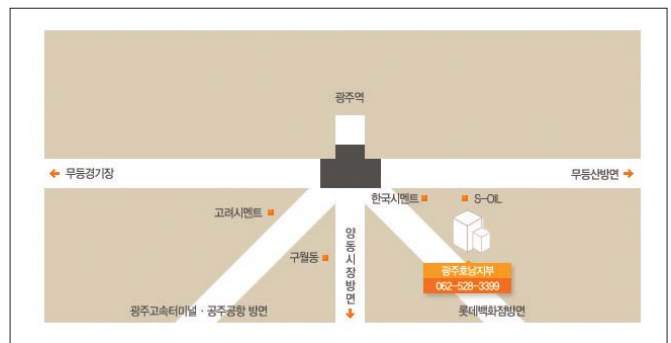 광주역
← 무등경기장
무등산방면 →
한국시멘트
S-OIL
고려시멘트
구월동
양동시장방면
광주호남지부
062-528-3399
광주고속터미널 · 공주공항 방면
롯데백화점방면